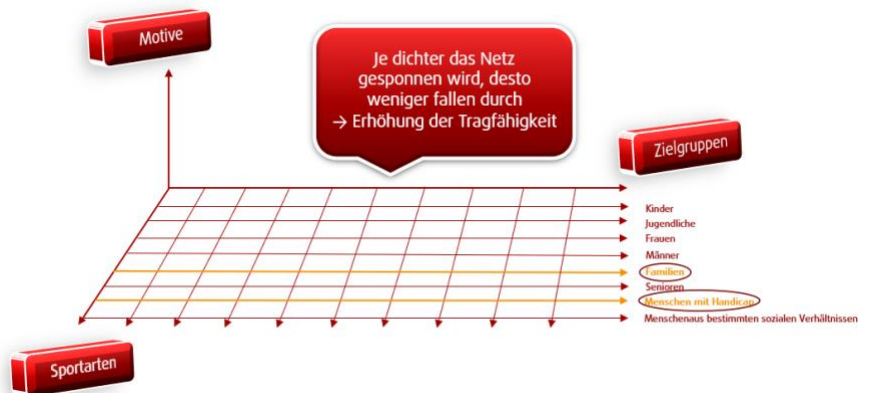 Motive
Je dichter das Netz
gesponnen wird, desto
weniger fallen durch
→ Erhöhung der Tragfähigkeit
Zielgruppen
Kinder
Jugendliche
Frauen
Männer
Familien
Senioren
Menschen mit Handicap
Menschenaus bestimmten sozialen Verhältnissen
Sportarten